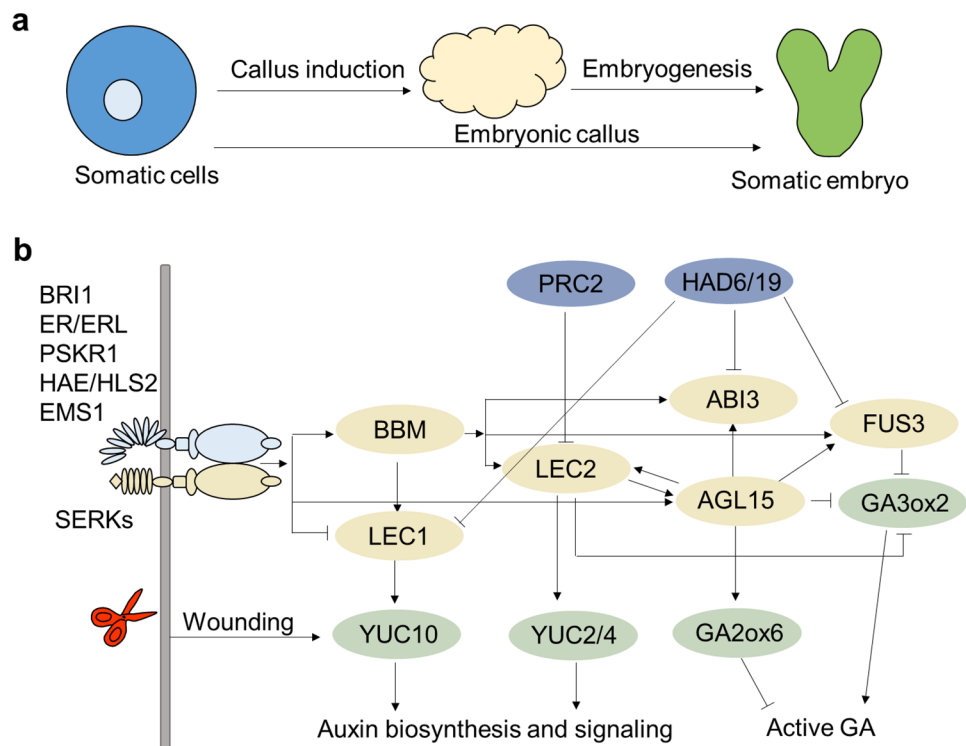 a
Callus induction
Embryogenesis
Embryonic callus
Somatic cells
Somatic embryo
b
BRI1
ER/ERL
PSKR1
HAE/HLS2
EMS1
SERKs
PRC2
HAD6/19
ABI3
BBM
FUS3
LEC2
AGL15
GA3ox2
LEC1
Wounding
YUC10
YUC2/4
GA2ox6
Auxin biosynthesis and signaling
Active GA